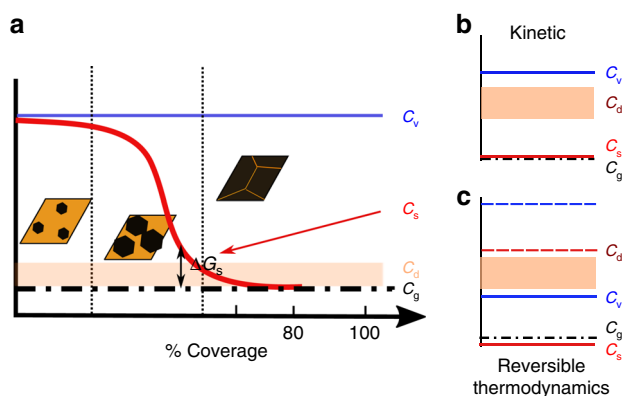 a
C_v
C_s
C_d
ΔG_s
C_g
80
100
% Coverage
b
Kinetic
C_v
C_d
C_s
C_g
c
C_d
C_v
C_g
C_s
Reversible
thermodynamics